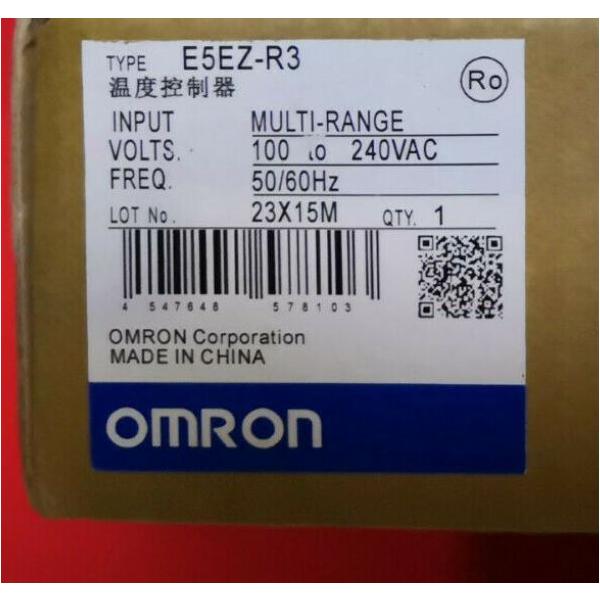 TYPE E5EZ-R3
Ro
温度控制器
INPUT MULTI-RANGE
VOLTS. 100 to 240VAC
FREQ. 50/60Hz
LOT No. 23X15M QTY. 1
4 547648 578103
OMRON Corporation
MADE IN CHINA
OMRON